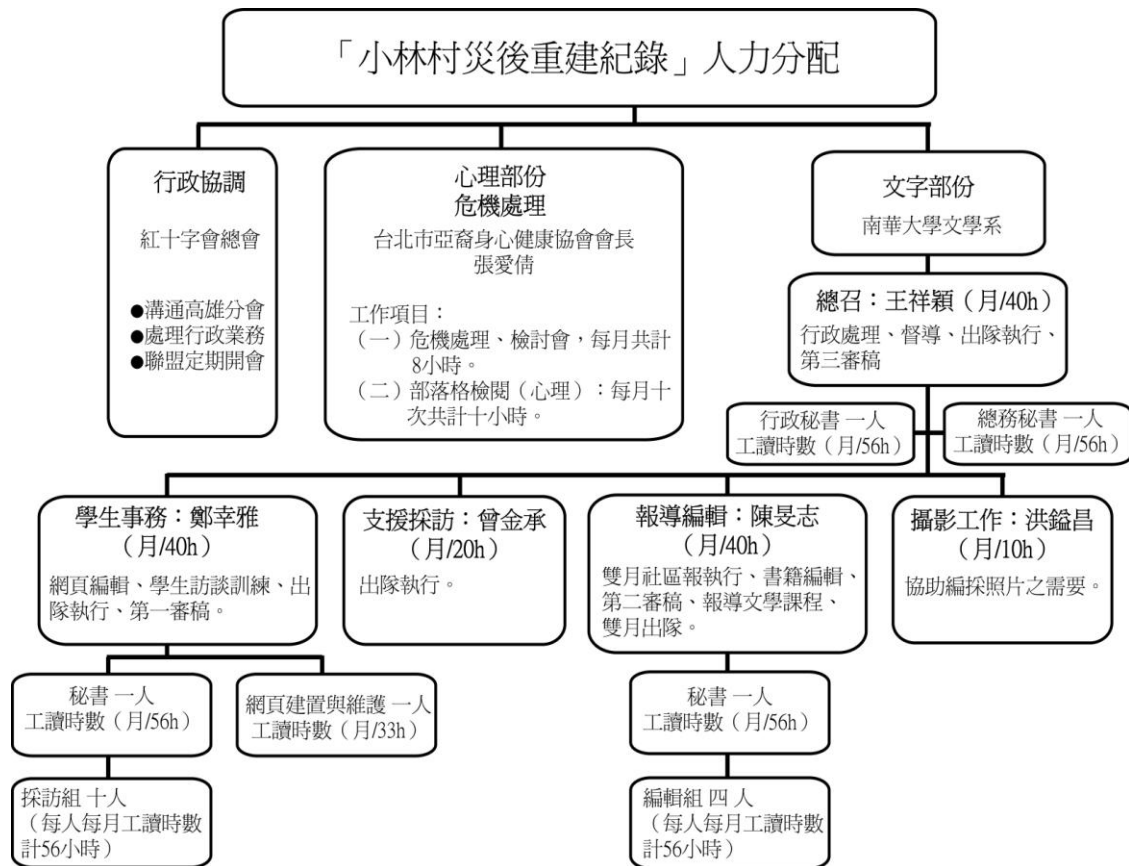 「小林村災後重建紀錄」人力分配
行政協調
紅十字會總會
●溝通高雄分會
●處理行政業務
●聯盟定期開會
心理部份
危機處理
台北市亞裔身心健康協會會長
張愛倩
工作項目：
（一）危機處理、檢討會，每月共計
8小時。
（二）部落格檢閱（心理）：每月十
次共計十小時。
文字部份
南華大學文學系
總召：王祥穎（月/40h）
行政處理、督導、出隊執行、
第三審稿
行政秘書 一人
工讀時數（月/56h）
總務秘書 一人
工讀時數（月/56h）
學生事務：鄭幸雅
（月/40h）
網頁編輯、學生訪談訓練、出
隊執行、第一審稿。
支援採訪：曾金承
（月/20h）
出隊執行。
報導編輯：陳旻志
（月/40h）
雙月社區報執行、書籍編輯、
第二審稿、報導文學課程、
雙月出隊。
攝影工作：洪鎰昌
（月/10h）
協助編採照片之需要。
秘書 一人
工讀時數（月/56h）
網頁建置與維護 一人
工讀時數（月/33h）
秘書 一人
工讀時數（月/56h）
採訪組 十人
（每人每月工讀時數
計56小時）
編輯組 四 人
（每人每月工讀時數
計56小時）